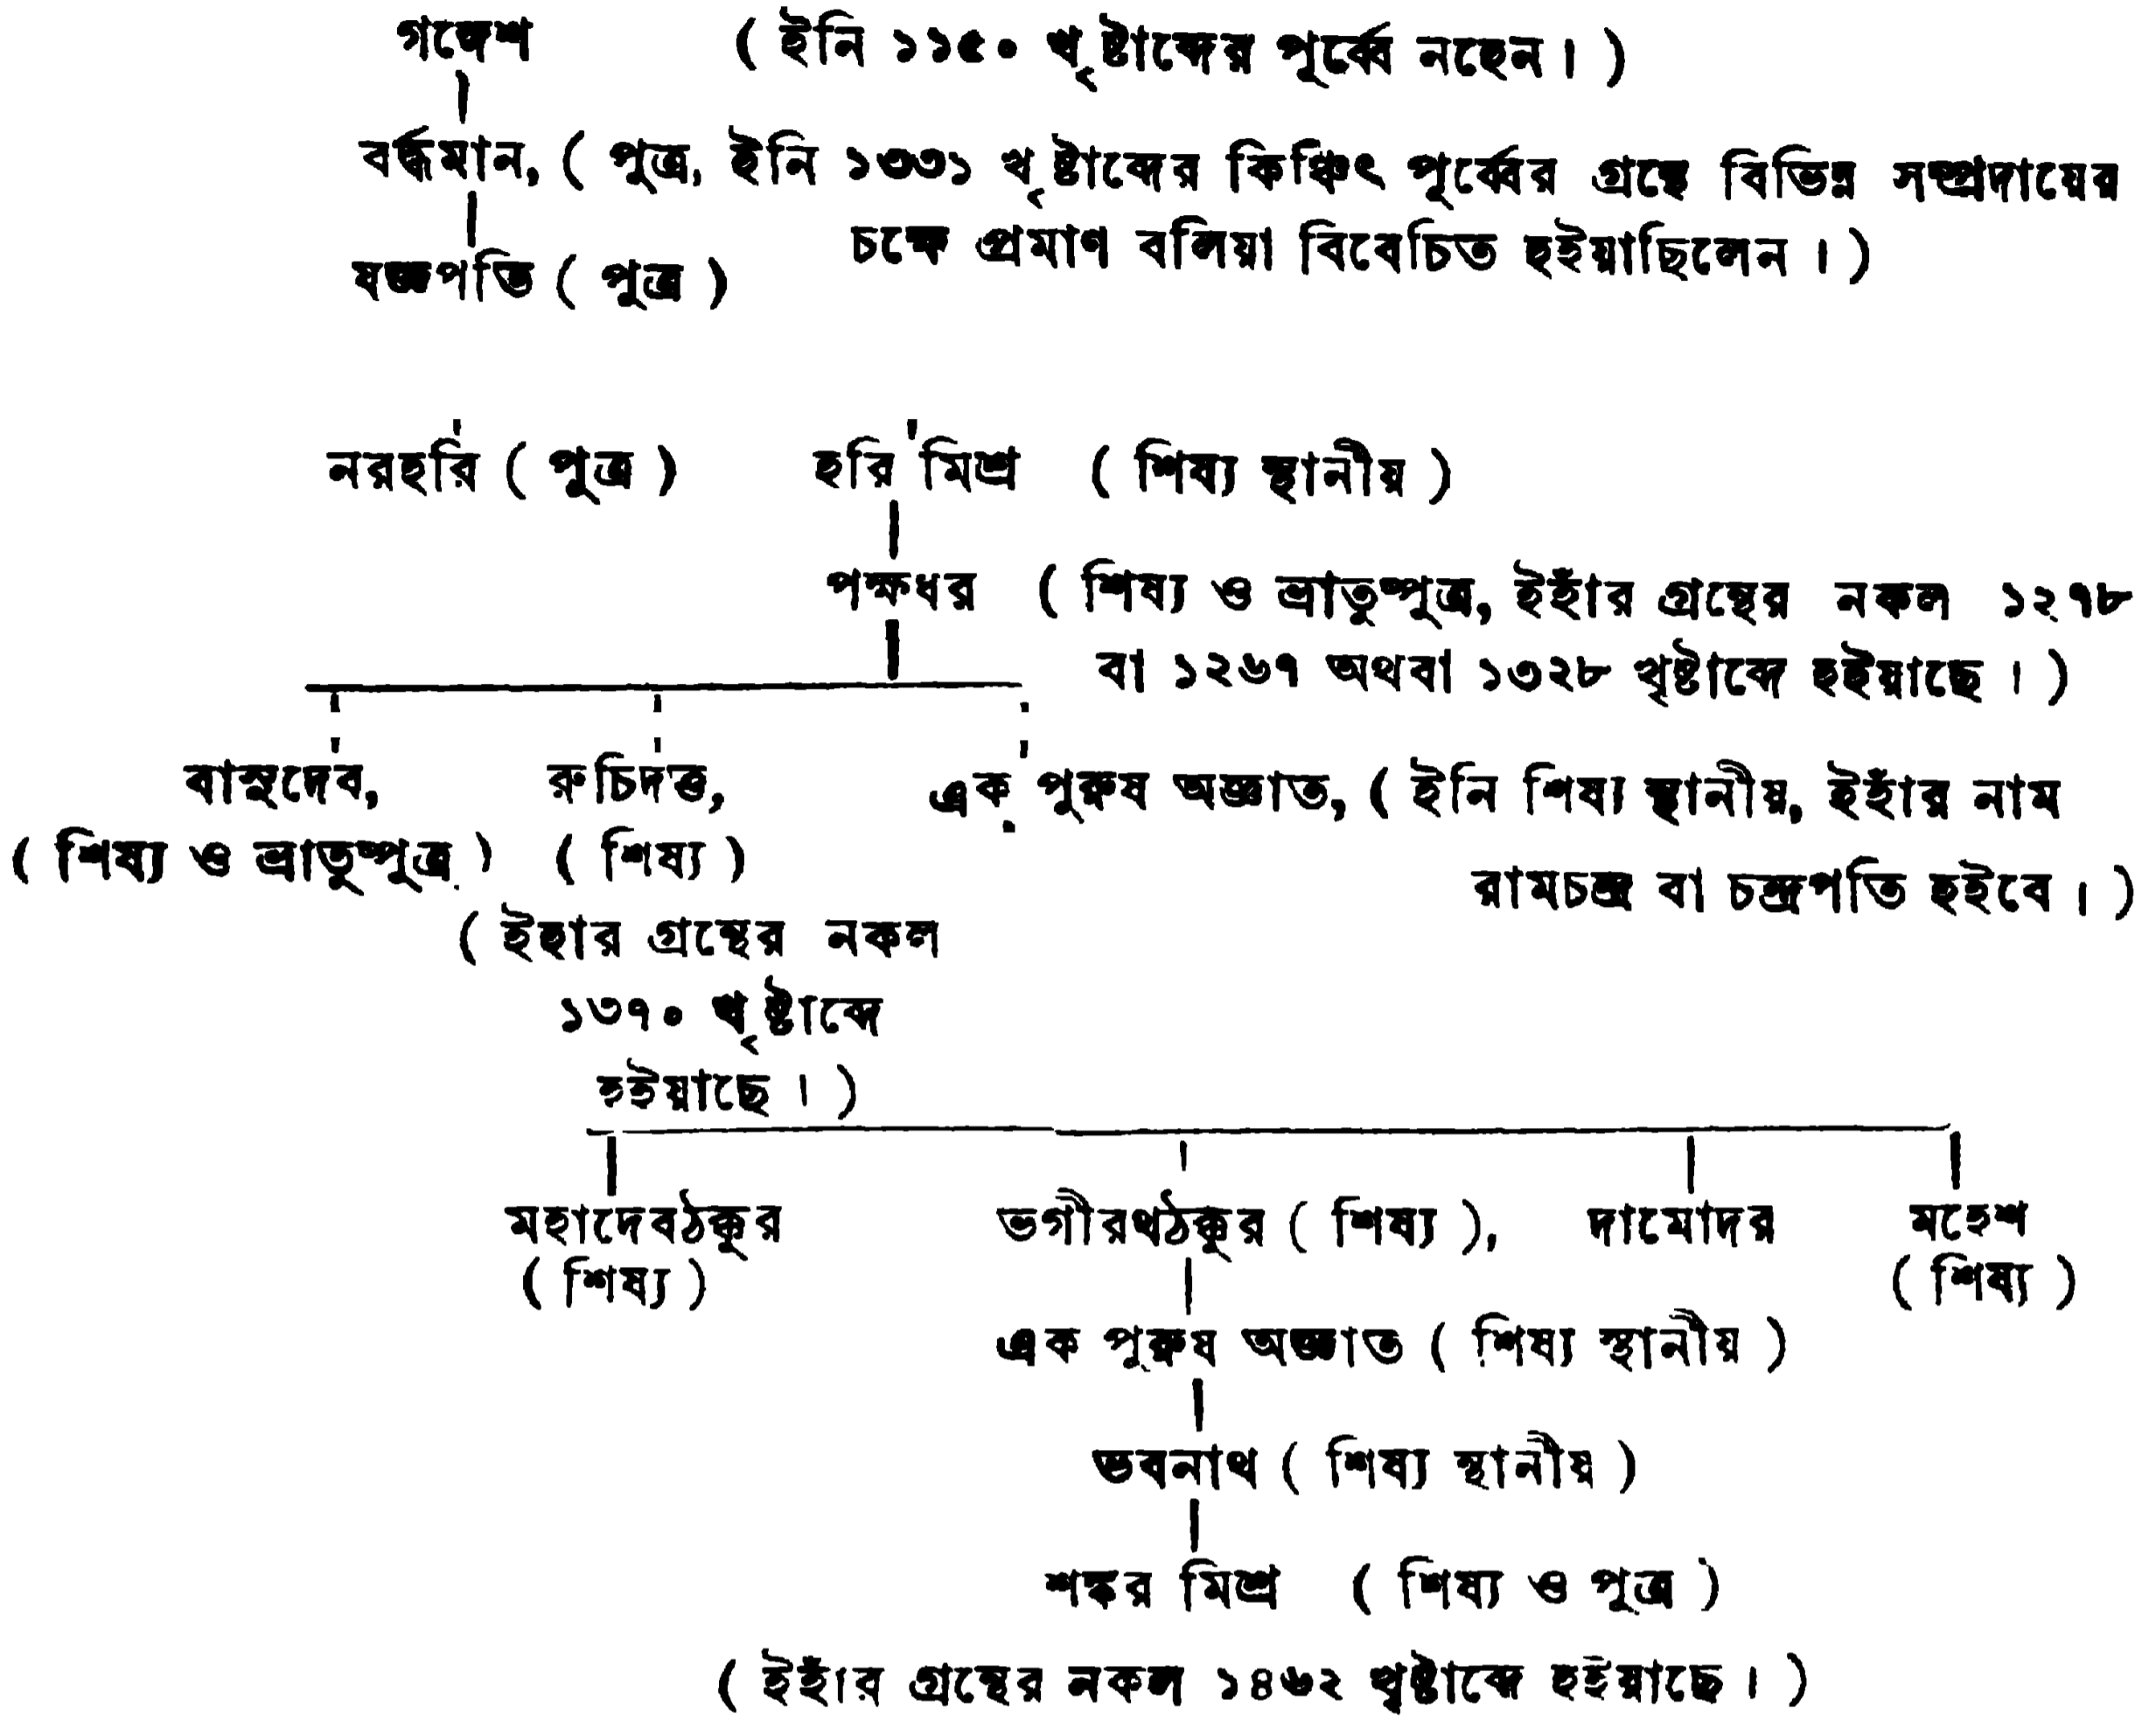 গঙ্গেশ ( ইনি ১১৫০ খৃষ্টাব্দের পূর্ব্বে নহেন। )
বর্দ্ধমান, ( পুত্র, ইনি ১৩৩১ খৃষ্টাব্দের কিঞ্চিৎ পূর্ব্বের গ্রন্থে বিভিন্ন সম্প্রদায়ের
চক্ষে প্রমাণ বলিয়া বিবেচিত হইয়াছিলেন। )
যজ্ঞপতি ( পুত্র )
নরহরি ( পুত্র ) হরি মিশ্র ( শিষ্য স্থানীয় )
পক্ষধর ( শিষ্য ও ভ্রাতুষ্পুত্র, ইহাঁর গ্রন্থের নকল ১২৭৮
বা ১২৬৭ অথবা ১৩২৮ খৃষ্টাব্দে হইয়াছে। )
বাসুদেব, রুচিদত্ত, এক পুরুষ অজ্ঞাত, ( ইনি শিষ্য স্থানীয়, ইহাঁর নাম
( শিষ্য ও ভ্রাতুষ্পুত্র ) ( শিষ্য ) রামচন্দ্র বা চন্দ্রপতি হইবে। )
( ইহার গ্রন্থের নকল
১৩৭০ খৃষ্টাব্দে
হইয়াছে। )
মহাদেবঠক্কুর ভগীরথঠক্কুর ( শিষ্য ), দামোদর মহেশ
( শিষ্য ) ( শিষ্য )
এক পুরুষ অজ্ঞাত ( শিষ্য স্থানীয় )
ভবনাথ ( শিষ্য স্থানীয় )
শঙ্কর মিশ্র ( শিষ্য ও পুত্র )
( ইহাঁর গ্রন্থের নকল ১৪৬২ খৃষ্টাব্দে হইয়াছে। )